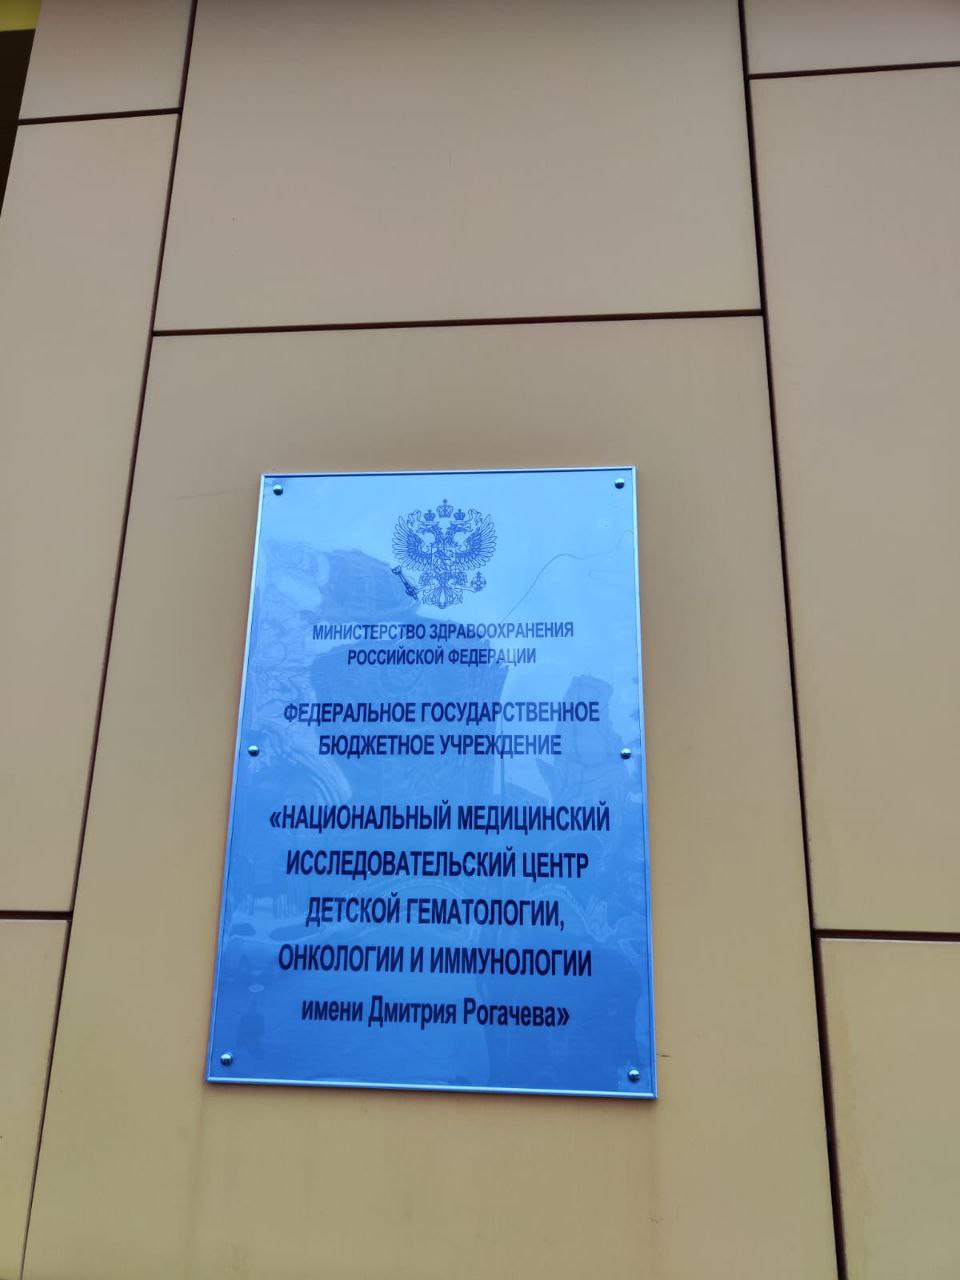 МИНИСТЕРСТВО ЗДРАВООХРАНЕНИЯ
РОССИЙСКОЙ ФЕДЕРАЦИИ
ФЕДЕРАЛЬНОЕ ГОСУДАРСТВЕННОЕ
БЮДЖЕТНОЕ УЧРЕЖДЕНИЕ
«НАЦИОНАЛЬНЫЙ МЕДИЦИНСКИЙ
ИССЛЕДОВАТЕЛЬСКИЙ ЦЕНТР
ДЕТСКОЙ ГЕМАТОЛОГИИ,
ОНКОЛОГИИ И ИММУНОЛОГИИ
имени Дмитрия Рогачева»